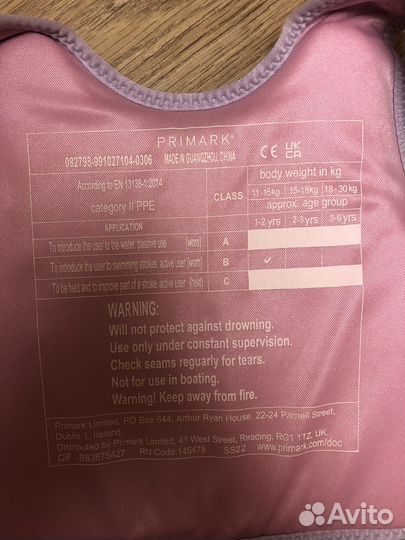 PRIMARK®
082798-991027104-0306 MADE IN GUANGZHOU, CHINA CE UK CA
According to EN 13138-1:2014
category II PPE
CLASS
body weight in kg
11-15kg 15-18kg 18-30kg
approx. age group
APPLICATION
1-2 yrs 2-3 yrs 3-6 yrs
To introduce the user to the water, passive use (worn) A
To introduce the user to swimming strokes, active user (worn) B ✓
To be held and to improve part of a stroke, active user (held) C
WARNING:
Will not protect against drowning.
Use only under constant supervision.
Check seams reguarly for tears.
Not for use in boating.
Warning! Keep away from fire.
Primark Limited, PO Box 644, Arthur Ryan House, 22-24 Parnell Street,
Dublin 1, Ireland
Distributed by Primark Limited, 41 West Street, Reading, RG1 1TZ, UK.
CIF - B83875427 RN Code:145478 SS22 www.primark.com/doc
Avito